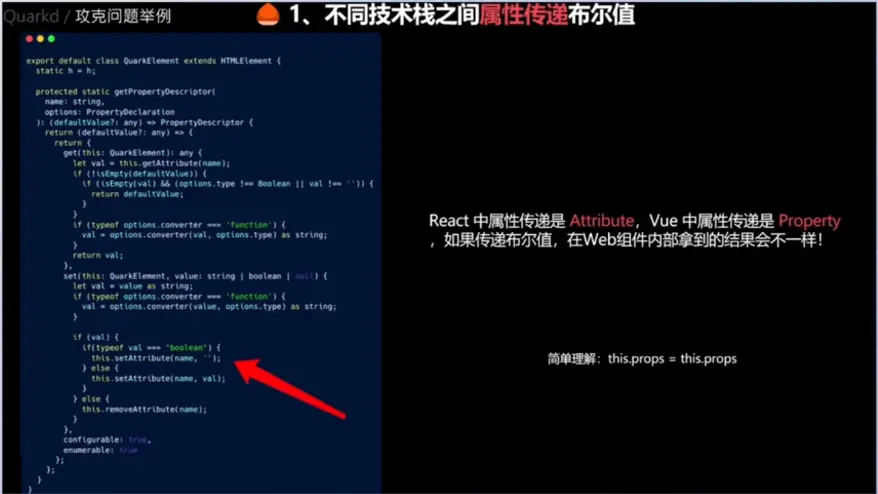 Quarkd / 攻克问题举例
1、不同技术栈之间属性传递布尔值
export default class QuarkElement extends HTMLElement {
static h = h;
protected static getPropertyDescriptor(
name: string,
options: PropertyDeclaration
): (defaultValue?: any) => PropertyDescriptor {
return (defaultValue?: any) => {
return {
get(this: QuarkElement): any {
let val = this.getAttribute(name);
if (!isEmpty(defaultValue)) {
if (isEmpty(val) && (options.type !== Boolean || val !== '')) {
return defaultValue;
}
}
if (typeof options.converter === 'function') {
val = options.converter(val, options.type) as string;
}
return val;
},
set(this: QuarkElement, value: string | boolean | null) {
let val = value as string;
if (typeof options.converter === 'function') {
val = options.converter(value, options.type) as string;
}
if (val) {
if(typeof val === "boolean") {
this.setAttribute(name, '');
} else {
this.setAttribute(name, val);
}
} else {
this.removeAttribute(name);
}
},
configurable: true,
enumerable: true
};
};
}
}
React 中属性传递是 Attribute，Vue 中属性传递是 Property
，如果传递布尔值，在Web组件内部拿到的结果会不一样！
简单理解：this.props = this.props